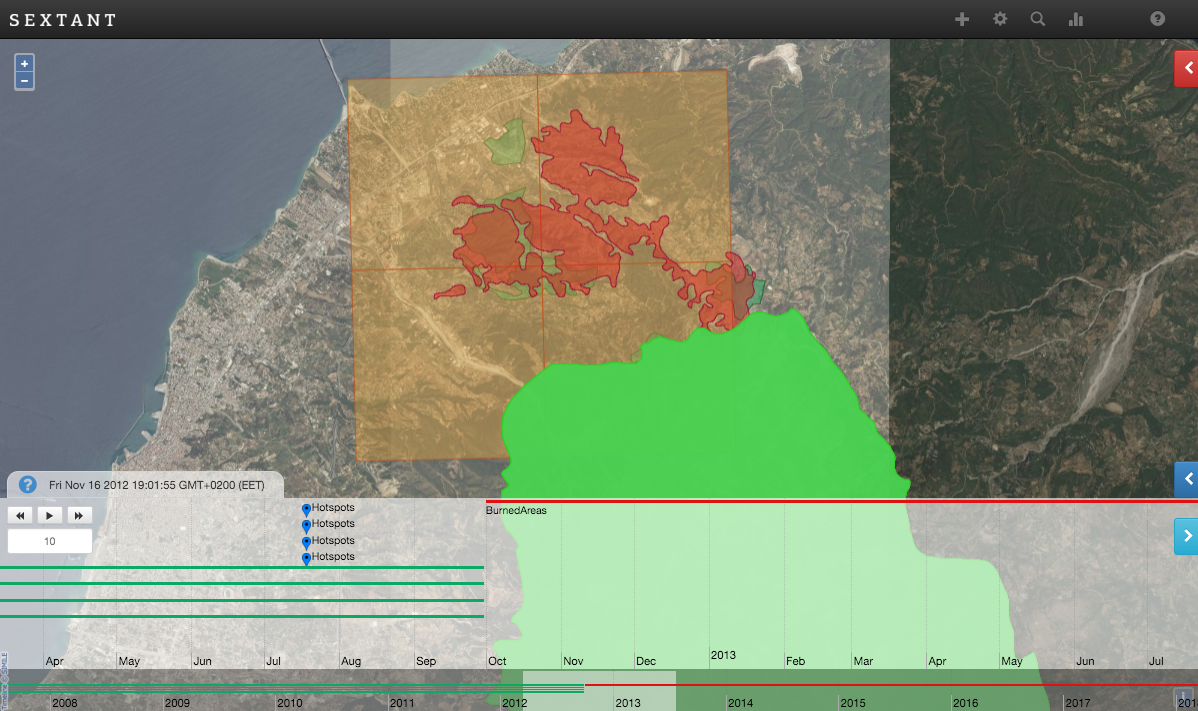 SEXTANT
+
−
Fri Nov 16 2012 19:01:55 GMT+0200 (EET)
Hotspots
BurnedAreas
Hotspots
10
Hotspots
Hotspots
Apr May Jun Jul Aug Sep Oct Nov Dec 2013 Feb Mar Apr May Jun Jul
2008 2009 2010 2011 2012 2013 2014 2015 2016 2017